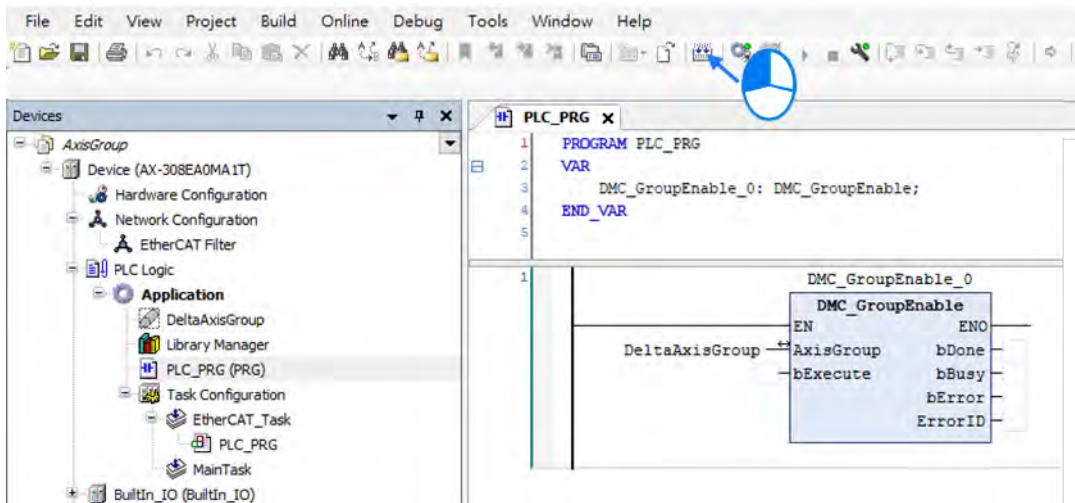 File Edit View Project Build Online Debug Tools Window Help
Devices
AxisGroup
Device (AX-308EA0MA1T)
Hardware Configuration
Network Configuration
EtherCAT Filter
PLC Logic
Application
DeltaAxisGroup
Library Manager
PLC_PRG (PRG)
Task Configuration
EtherCAT_Task
PLC_PRG
MainTask
BuiltIn_IO (BuiltIn_IO)
PLC_PRG X
1 PROGRAM PLC_PRG
2 VAR
3 DMC_GroupEnable_0: DMC_GroupEnable;
4 END_VAR
5
1
DMC_GroupEnable_0
DMC_GroupEnable
EN ENO
DeltaAxisGroup AxisGroup bDone
bExecute bBusy
bError
ErrorID